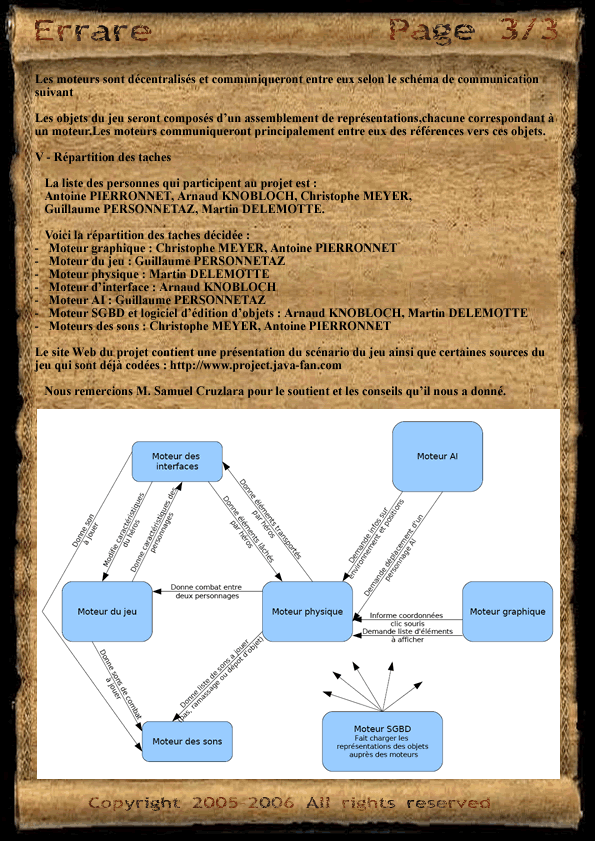 Errare Page 3/3
Les moteurs sont décentralisés et communiqueront entre eux selon le schéma de communication
suivant
Les objets du jeu seront composés d'un assemblement de représentations,chacune correspondant à
un moteur.Les moteurs communiqueront principalement entre eux des références vers ces objets.
V - Répartition des taches
La liste des personnes qui participent au projet est :
Antoine PIERRONNET, Arnaud KNOBLOCH, Christophe MEYER,
Guillaume PERSONNETAZ, Martin DELEMOTTE.
Voici la répartition des taches décidée :
- Moteur graphique : Christophe MEYER, Antoine PIERRONNET
- Moteur du jeu : Guillaume PERSONNETAZ
- Moteur physique : Martin DELEMOTTE
- Moteur d'interface : Arnaud KNOBLOCH
- Moteur AI : Guillaume PERSONNETAZ
- Moteur SGBD et logiciel d'édition d'objets : Arnaud KNOBLOCH, Martin DELEMOTTE
- Moteurs des sons : Christophe MEYER, Antoine PIERRONNET
Le site Web du projet contient une présentation du scénario du jeu ainsi que certaines sources du
jeu qui sont déjà codées : http://www.project.java-fan.com
Nous remercions M. Samuel Cruzlara pour le soutient et les conseils qu'il nous a donné.
Moteur des
interfaces
Moteur AI
Donne son
à jouer
Modifie caractéristiques
du héros
Donne caractéristiques des
personnages
Donne éléments lâchés
par héros
Donne éléments transportés
par héros
Demande infos sur
environnement et positions
Demande déplazement d'un
personnage AI
Moteur du jeu
Donne combat entre
deux personnages
Moteur physique
Informe coordonnées
clic souris
Demande liste d'éléments
à afficher
Moteur graphique
Donne sons de combat
à jouer
Donne liste de sons à jouer
(pas, ramassage ou dépot d'objet)
Moteur des sons
Moteur SGBD
Fait charger les
représentations des objets
auprès des moteurs
Copyright 2005-2006 All rights reserved